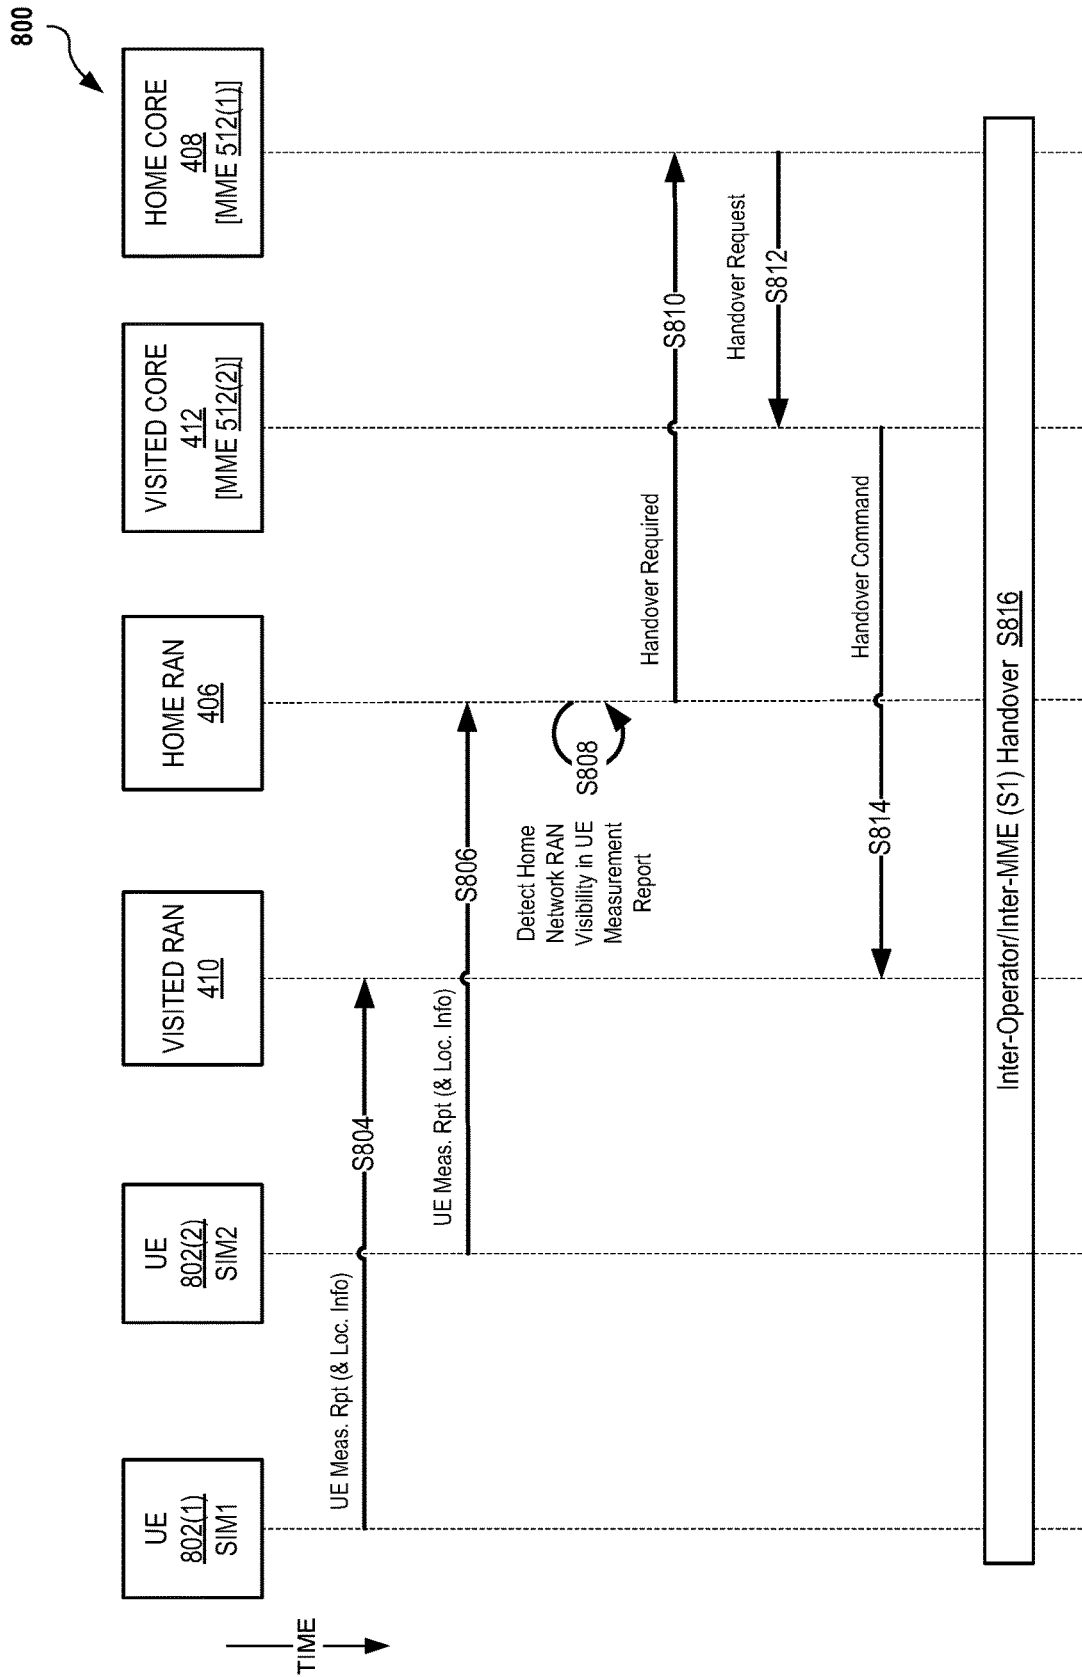 800
UE
802(1)
SIM1
UE
802(2)
SIM2
VISITED RAN
410
HOME RAN
406
VISITED CORE
412
[MME 512(2)]
HOME CORE
408
[MME 512(1)]
TIME
UE Meas. Rpt (& Loc. Info)
S804
UE Meas. Rpt (& Loc. Info)
S806
Detect Home
Network RAN
Visibility in UE
Measurement
Report
S808
Handover Required
S810
Handover Request
S812
Handover Command
S814
Inter-Operator/Inter-MME (S1) Handover S816